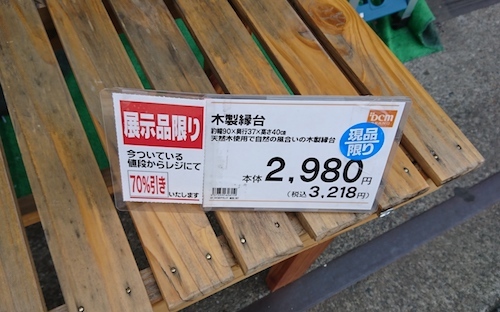 展示品限り
今ついている
値段からレジにて
70%引きいたします
木製縁台
約幅90×奥行37×高さ40cm
天然木使用で自然の風合いの木製縁台
DCM
現品
限り
本体 2,980円
(税込 3,218円)